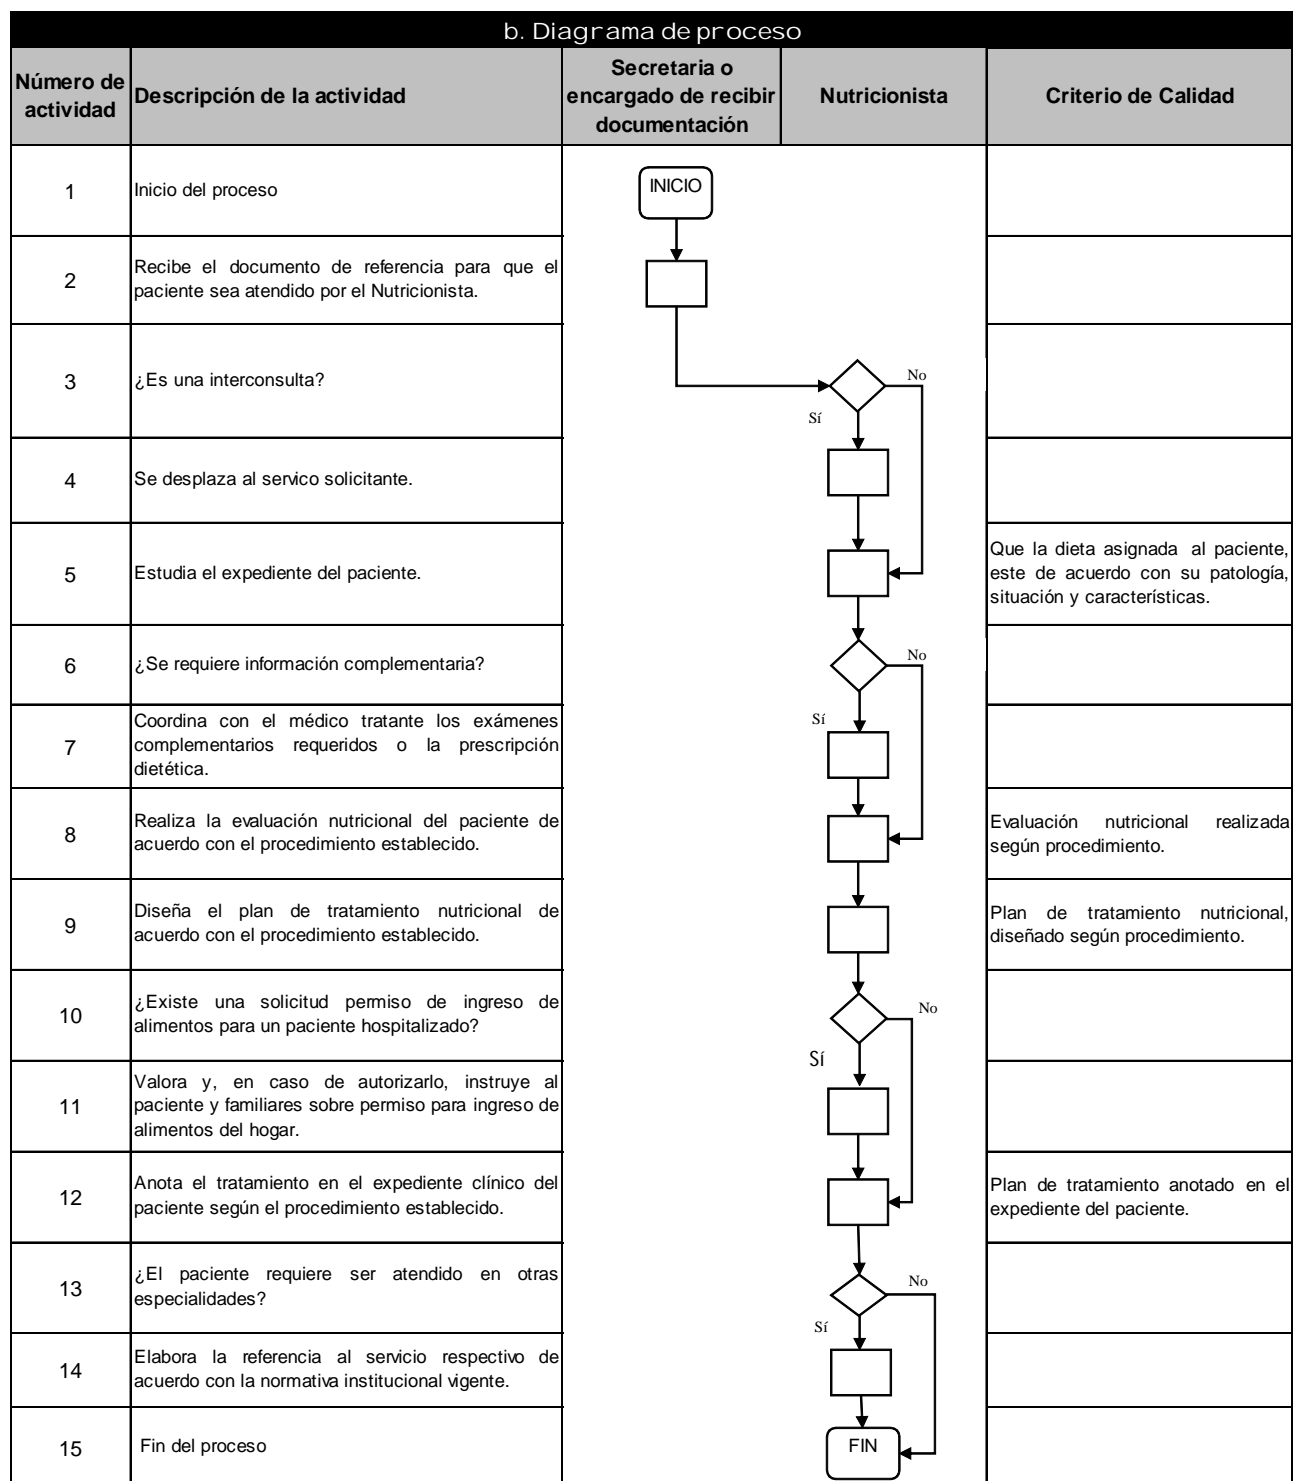 b. Diagrama de proceso
Número de
actividad
Descripción de la actividad
Secretaria o
encargado de recibir
documentación
Nutricionista
Criterio de Calidad
1
Inicio del proceso
INICIO
2
Recibe el documento de referencia para que el
paciente sea atendido por el Nutricionista.
3
¿Es una interconsulta?
No
Sí
4
Se desplaza al servico solicitante.
5
Estudia el expediente del paciente.
Que la dieta asignada al paciente,
este de acuerdo con su patología,
situación y características.
6
¿Se requiere información complementaria?
No
Sí
7
Coordina con el médico tratante los exámenes
complementarios requeridos o la prescripción
dietética.
8
Realiza la evaluación nutricional del paciente de
acuerdo con el procedimiento establecido.
Evaluación nutricional realizada
según procedimiento.
9
Diseña el plan de tratamiento nutricional de
acuerdo con el procedimiento establecido.
Plan de tratamiento nutricional,
diseñado según procedimiento.
10
¿Existe una solicitud permiso de ingreso de
alimentos para un paciente hospitalizado?
No
Sí
11
Valora y, en caso de autorizarlo, instruye al
paciente y familiares sobre permiso para ingreso de
alimentos del hogar.
12
Anota el tratamiento en el expediente clínico del
paciente según el procedimiento establecido.
Plan de tratamiento anotado en el
expediente del paciente.
13
¿El paciente requiere ser atendido en otras
especialidades?
No
Sí
14
Elabora la referencia al servicio respectivo de
acuerdo con la normativa institucional vigente.
15
Fin del proceso
FIN